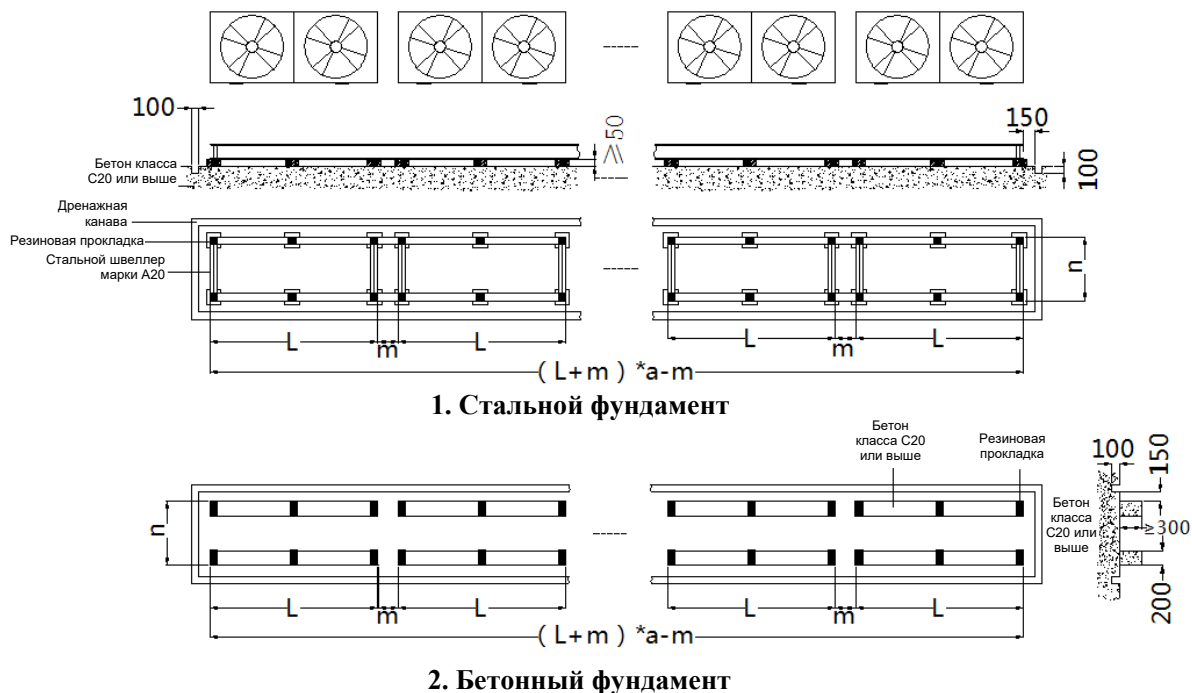 100
≥50
150
100
Бетон класса
С20 или выше
Дренажная
канава
Резиновая прокладка
Стальной швеллер
марки А20
n
L
m
L
L
m
L
(L+m) *a-m
1. Стальной фундамент
Бетон
класса С20
или выше
Резиновая
прокладка
100
150
n
Бетон
класса
С20 или
выше
≥300
200
L
m
L
L
m
L
(L+m) *a-m
2. Бетонный фундамент